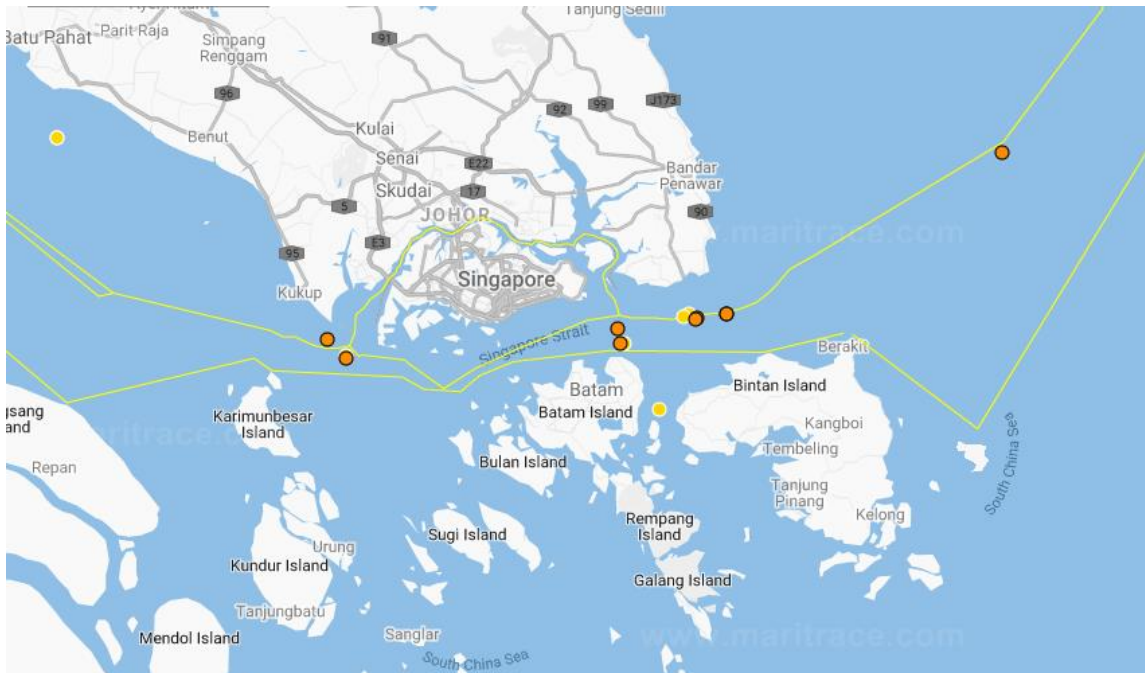 Tanjung Sedili
Batu Pahat
Parit Raja
Simpang
Renggam
91
96
92
99
J173
Benut
Kulai
Senai
E22
Skudai
17
Bandar
Penawar
5
JOHOR
90
E3
95
www.maritrace.com
Singapore
Kukup
Singapore Strait
Berakit
Batam
Batam Island
Bintan Island
Karimunbesar
Island
Kangboi
Tembeling
Repan
Bulan Island
Tanjung
Pinang
South China Sea
Kelong
Sugi Island
Rempang
Island
Urung
Kundur Island
Galang Island
Tanjungbatu
Sanglar
Mendol Island
www.maritrace.com
South China Sea